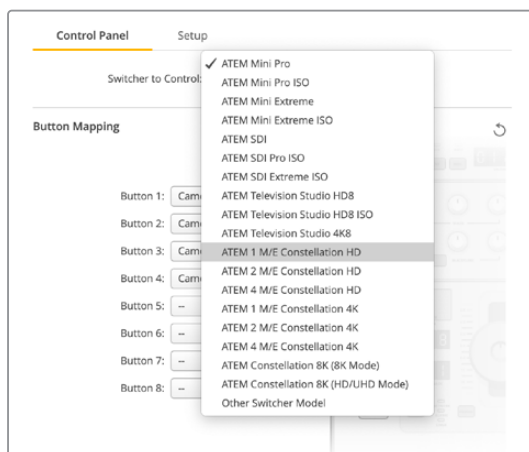 Control Panel Setup
Switcher to Control:
✓ ATEM Mini Pro
ATEM Mini Pro ISO
ATEM Mini Extreme
ATEM Mini Extreme ISO
ATEM SDI
ATEM SDI Pro ISO
ATEM SDI Extreme ISO
ATEM Television Studio HD8
ATEM Television Studio HD8 ISO
ATEM Television Studio 4K8
ATEM 1 M/E Constellation HD
ATEM 2 M/E Constellation HD
ATEM 4 M/E Constellation HD
ATEM 1 M/E Constellation 4K
ATEM 2 M/E Constellation 4K
ATEM 4 M/E Constellation 4K
ATEM Constellation 8K (8K Mode)
ATEM Constellation 8K (HD/UHD Mode)
Other Switcher Model
Button Mapping
Button 1: Came
Button 2: Came
Button 3: Came
Button 4: Came
Button 5: --
Button 6: --
Button 7: --
Button 8: --